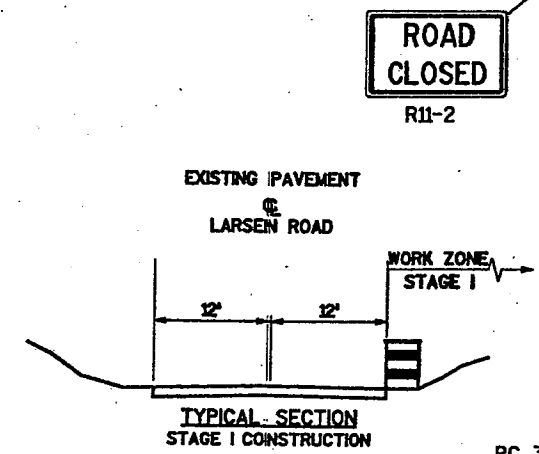 ROAD
CLOSED
R11-2
EXISTING PAVEMENT
℄
LARSEN ROAD
WORK ZONE
STAGE I
12' 12'
TYPICAL SECTION
STAGE I CONSTRUCTION